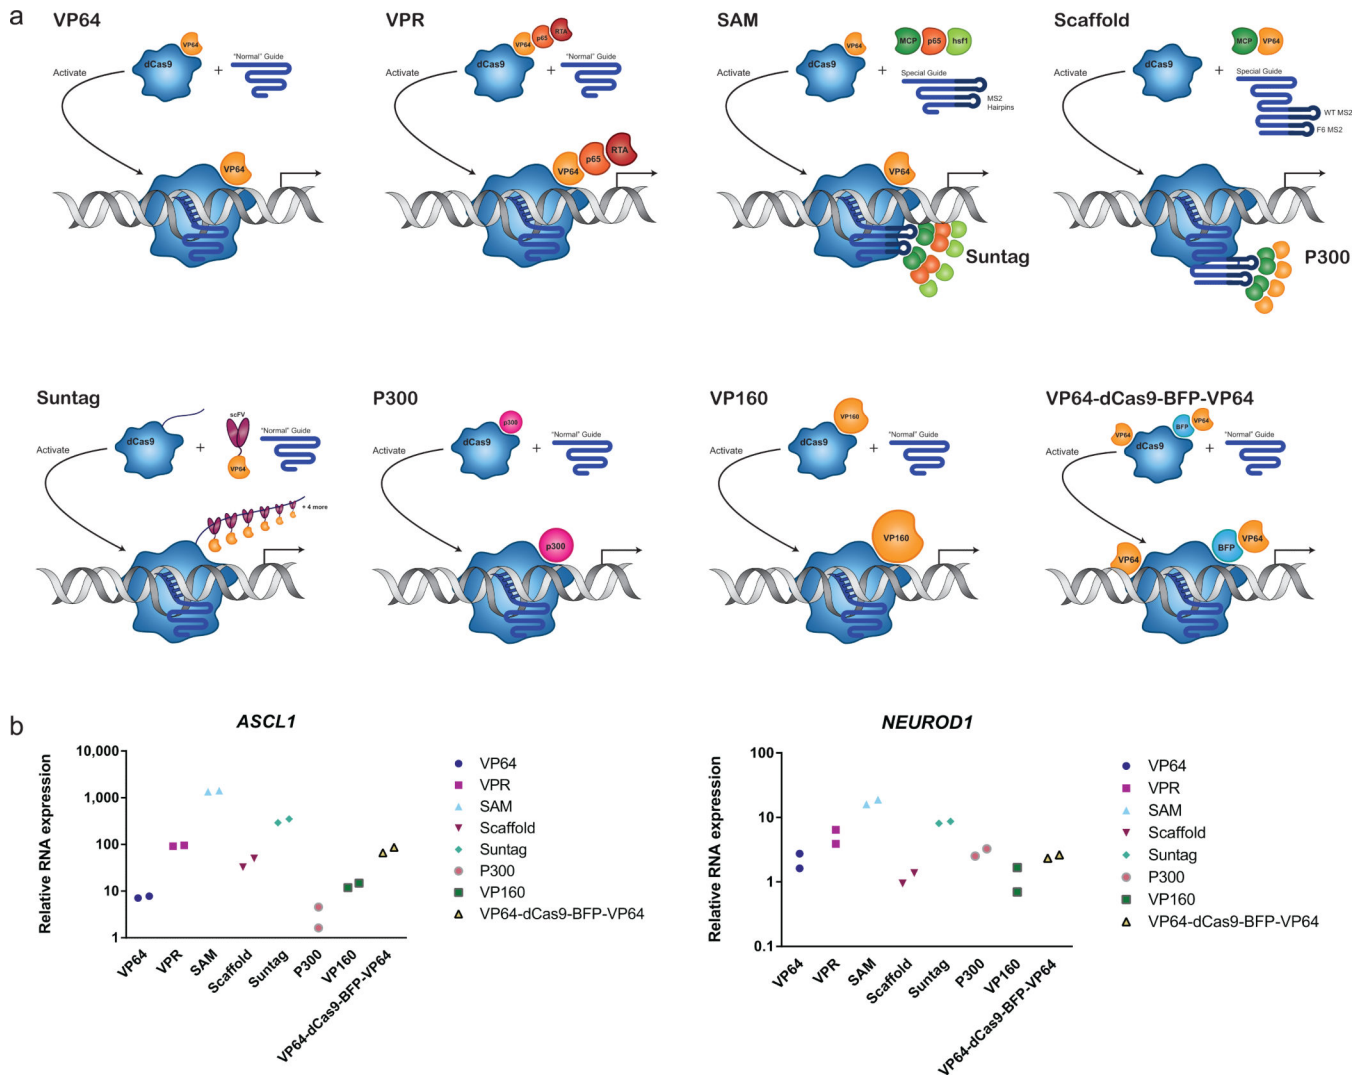 a
VP64
dCas9
VP64
+
"Normal" Guide
Activate
VP64
VPR
dCas9
VP64
p65
RTA
+
"Normal" Guide
Activate
VP64
p65
RTA
SAM
dCas9
VP64
+
MCP
p65
hsf1
Special Guide
MS2
Hairpins
Activate
VP64
Suntag
Scaffold
dCas9
+
MCP
VP64
Special Guide
WT MS2
F6 MS2
Activate
P300
Suntag
dCas9
+
scFV
VP64
"Normal" Guide
Activate
+ 4 more
P300
dCas9
p300
+
"Normal" Guide
Activate
p300
VP160
dCas9
VP160
+
"Normal" Guide
Activate
VP160
VP64-dCas9-BFP-VP64
VP64
dCas9
BFP
VP64
+
"Normal" Guide
Activate
VP64
BFP
VP64
b
ASCL1
Relative RNA expression
10,000
1,000
100
10
1
VP64
VPR
SAM
Scaffold
Suntag
P300
VP160
VP64-dCas9-BFP-VP64
VP64
VPR
SAM
Scaffold
Suntag
P300
VP160
VP64-dCas9-BFP-VP64
NEUROD1
Relative RNA expression
100
10
1
0.1
VP64
VPR
SAM
Scaffold
Suntag
P300
VP160
VP64-dCas9-BFP-VP64
VP64
VPR
SAM
Scaffold
Suntag
P300
VP160
VP64-dCas9-BFP-VP64